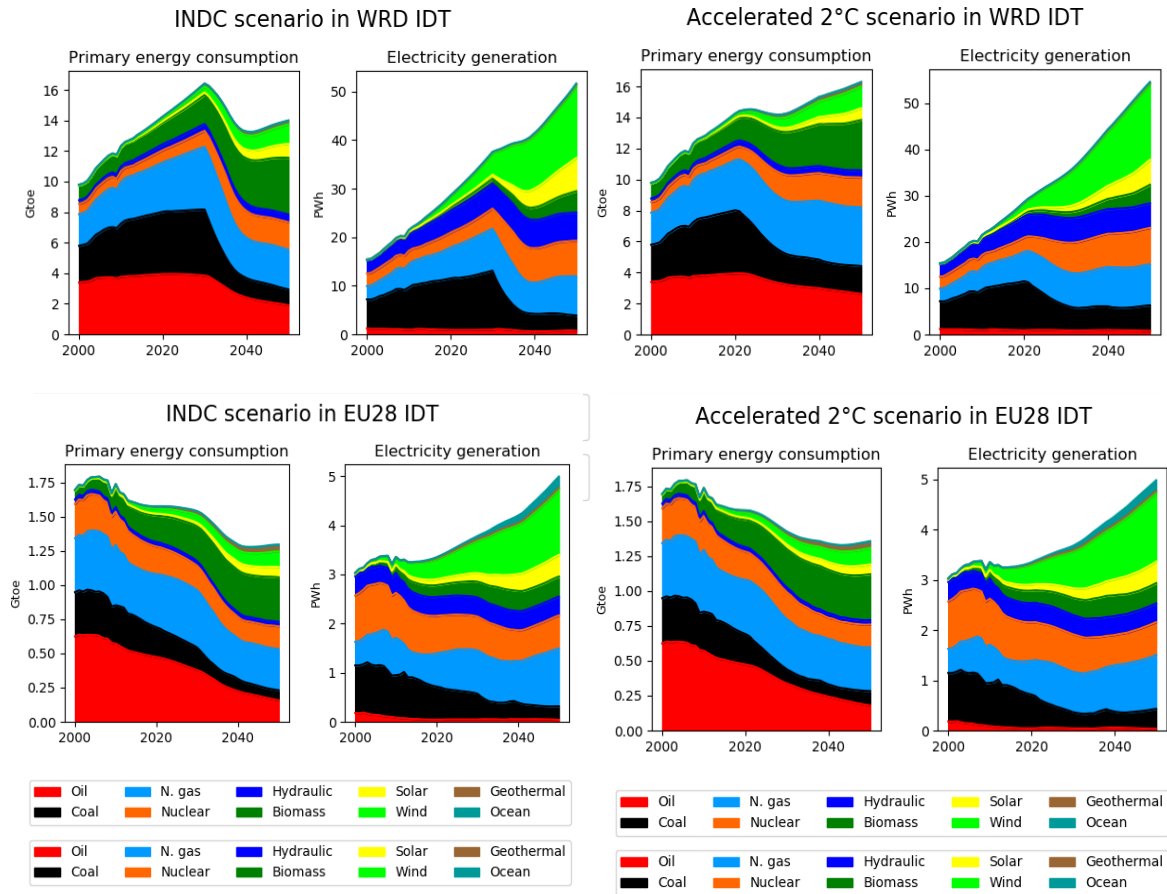 INDC scenario in WRD IDT
Primary energy consumption
Electricity generation
Gtoe
16
14
12
10
8
6
4
2
0
2000 2020 2040
PWh
50
40
30
20
10
0
2000 2020 2040
Accelerated 2°C scenario in WRD IDT
Primary energy consumption
Electricity generation
Gtoe
16
14
12
10
8
6
4
2
0
2000 2020 2040
PWh
50
40
30
20
10
0
2000 2020 2040
INDC scenario in EU28 IDT
Primary energy consumption
Electricity generation
Gtoe
1.75
1.50
1.25
1.00
0.75
0.50
0.25
0.00
2000 2020 2040
PWh
5
4
3
2
1
0
2000 2020 2040
Accelerated 2°C scenario in EU28 IDT
Primary energy consumption
Electricity generation
Gtoe
1.75
1.50
1.25
1.00
0.75
0.50
0.25
0.00
2000 2020 2040
PWh
5
4
3
2
1
0
2000 2020 2040
Oil N. gas Hydraulic Solar Geothermal
Coal Nuclear Biomass Wind Ocean
Oil N. gas Hydraulic Solar Geothermal
Coal Nuclear Biomass Wind Ocean
Oil N. gas Hydraulic Solar Geothermal
Coal Nuclear Biomass Wind Ocean
Oil N. gas Hydraulic Solar Geothermal
Coal Nuclear Biomass Wind Ocean